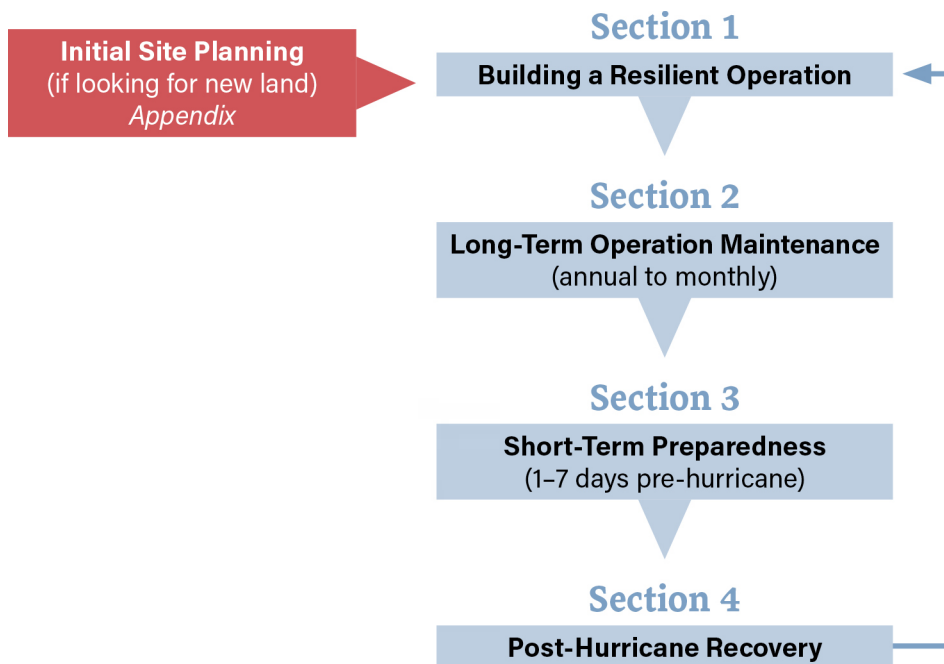 Initial Site Planning
(if looking for new land)
Appendix
Section 1
Building a Resilient Operation
Section 2
Long-Term Operation Maintenance
(annual to monthly)
Section 3
Short-Term Preparedness
(1–7 days pre-hurricane)
Section 4
Post-Hurricane Recovery